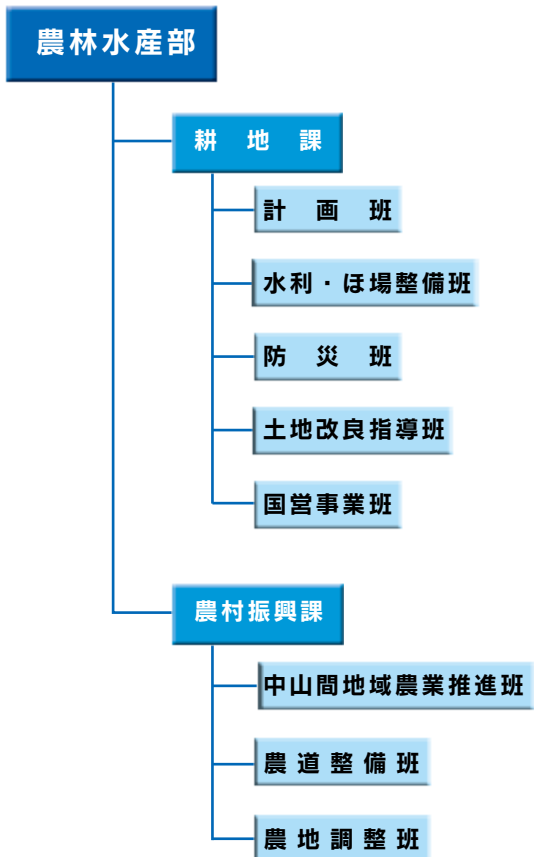 農林水産部
耕地課
計画班
水利・ほ場整備班
防災班
土地改良指導班
国営事業班
農村振興課
中山間地域農業推進班
農道整備班
農地調整班